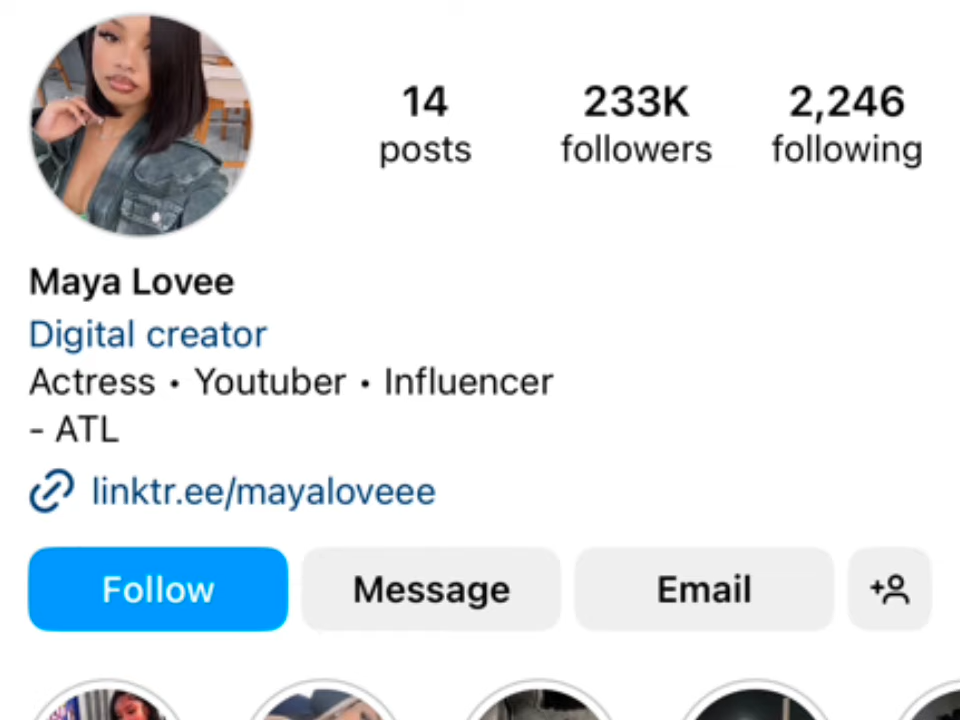 14 233K 2,246
posts followers following
Maya Lovee
Digital creator
Actress • Youtuber • Influencer
- ATL
linktr.ee/mayaloveee
Follow Message Email